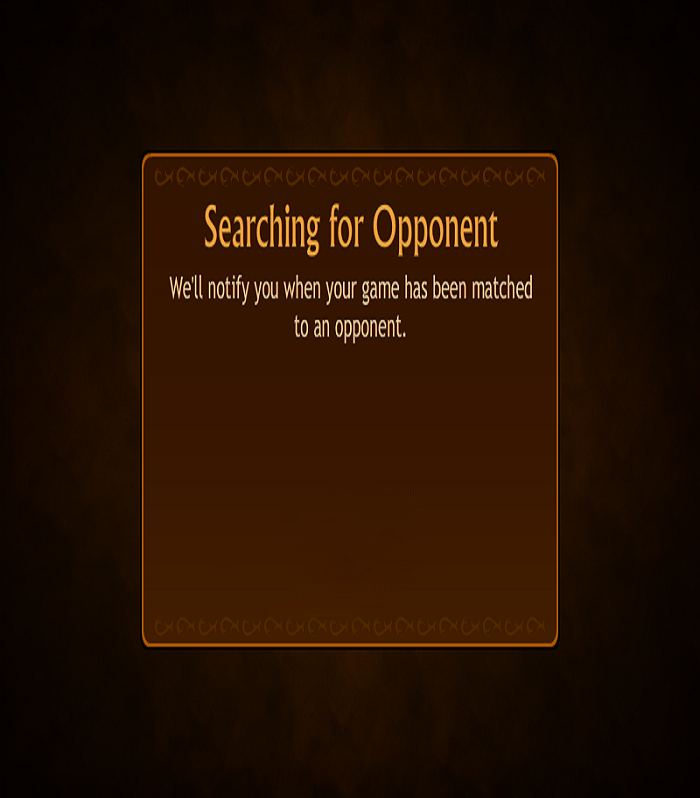 Searching for Opponent
We'll notify you when your game has been matched
to an opponent.